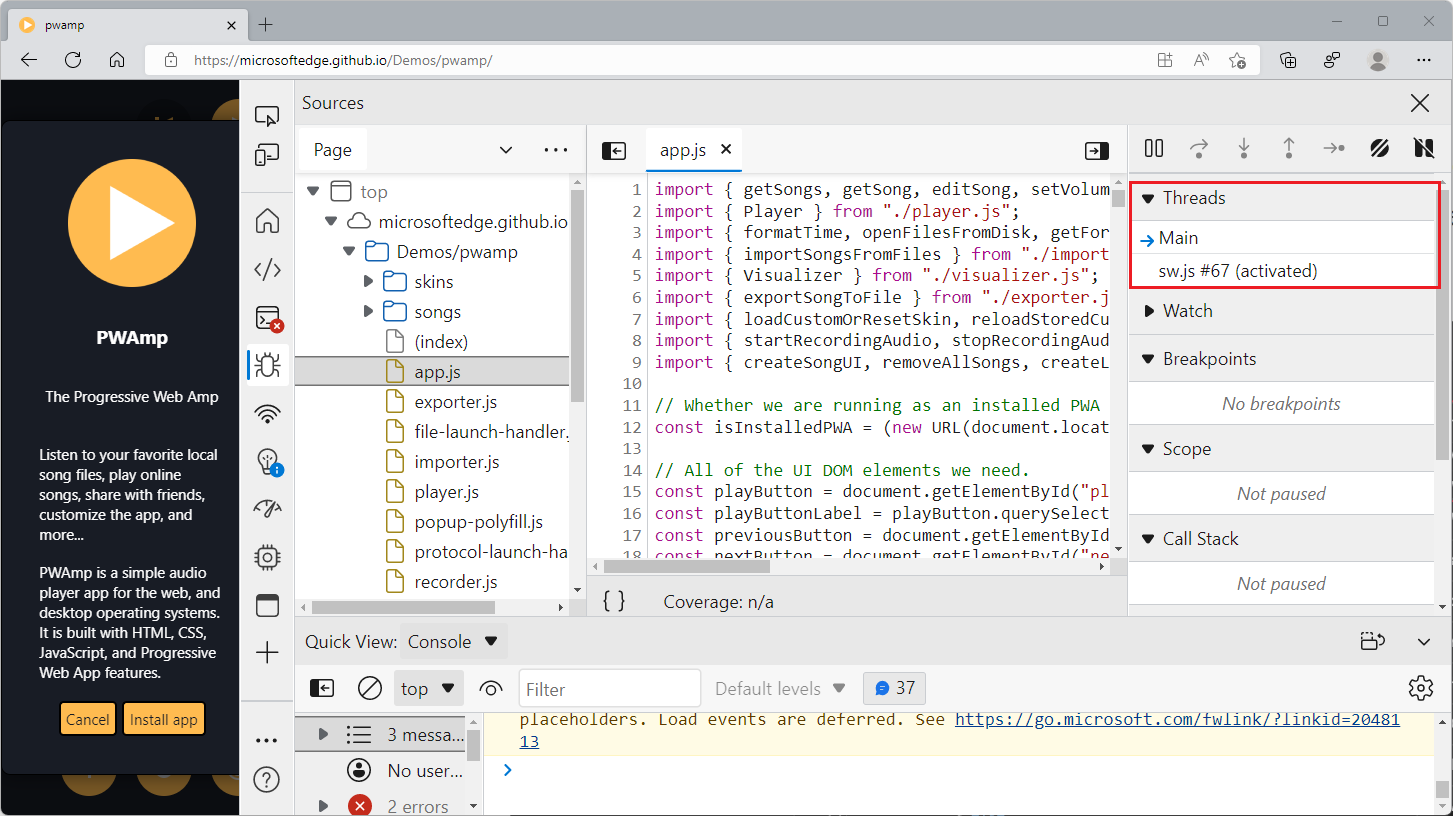 pwamp
https://microsoftedge.github.io/Demos/pwamp/
PWAmp
The Progressive Web Amp
Listen to your favorite local
song files, play online
songs, share with friends,
customize the app, and
more...
PWAmp is a simple audio
player app for the web, and
desktop operating systems.
It is built with HTML, CSS,
JavaScript, and Progressive
Web App features.
Cancel
Install app
Sources
Page
top
microsoftedge.github.io
Demos/pwamp
skins
songs
(index)
app.js
exporter.js
file-launch-handler.
importer.js
player.js
popup-polyfill.js
protocol-launch-ha
recorder.js
app.js
1 import { getSongs, getSong, editSong, setVolum
2 import { Player } from "./player.js";
3 import { formatTime, openFilesFromDisk, getFor
4 import { importSongsFromFiles } from "./import
5 import { Visualizer } from "./visualizer.js";
6 import { exportSongToFile } from "./exporter.j
7 import { loadCustomOrResetSkin, reloadStoredCu
8 import { startRecordingAudio, stopRecordingAud
9 import { createSongUI, removeAllSongs, createL
10
11 // Whether we are running as an installed PWA
12 const isInstalledPWA = (new URL(document.locat
13
14 // All of the UI DOM elements we need.
15 const playButton = document.getElementById("pl
16 const playButtonLabel = playButton.querySelect
17 const previousButton = document.getElementById
18 const nextButton = document.getElementById("ne
{ } Coverage: n/a
Threads
Main
sw.js #67 (activated)
Watch
Breakpoints
No breakpoints
Scope
Not paused
Call Stack
Not paused
Quick View: Console
top
Filter
Default levels
37
3 messa...
No user...
2 errors
placeholders. Load events are deferred. See https://go.microsoft.com/fwlink/?linkid=20481
13